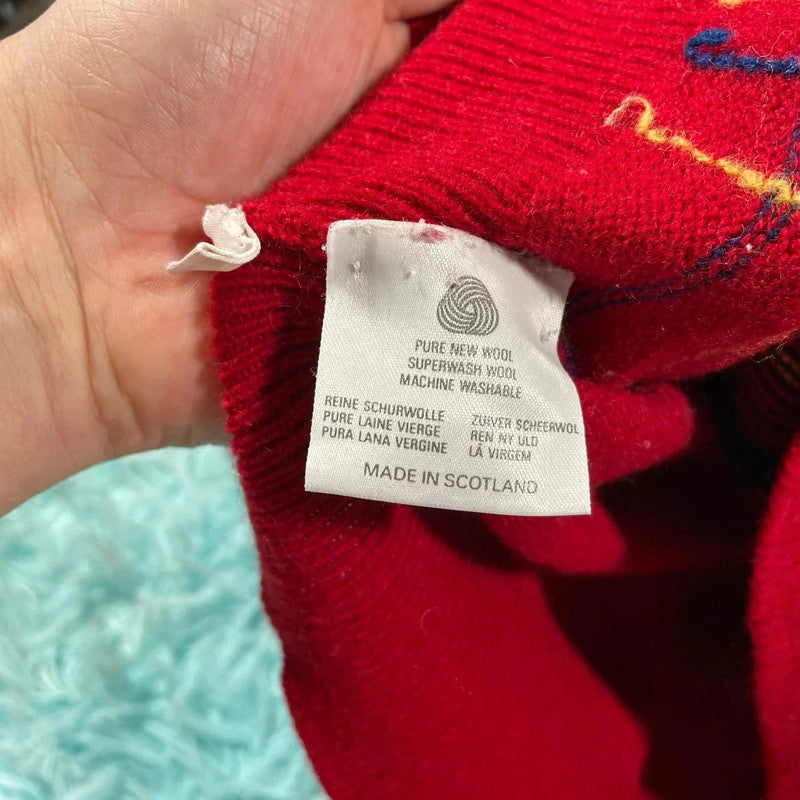 PURE NEW WOOL
SUPERWASH WOOL
MACHINE WASHABLE
REINE SCHURWOLLE
PURE LAINE VIERGE
PURA LANA VERGINE
ZUIVER SCHEERWOL
REN NY ULD
LÃ VIRGEM
MADE IN SCOTLAND